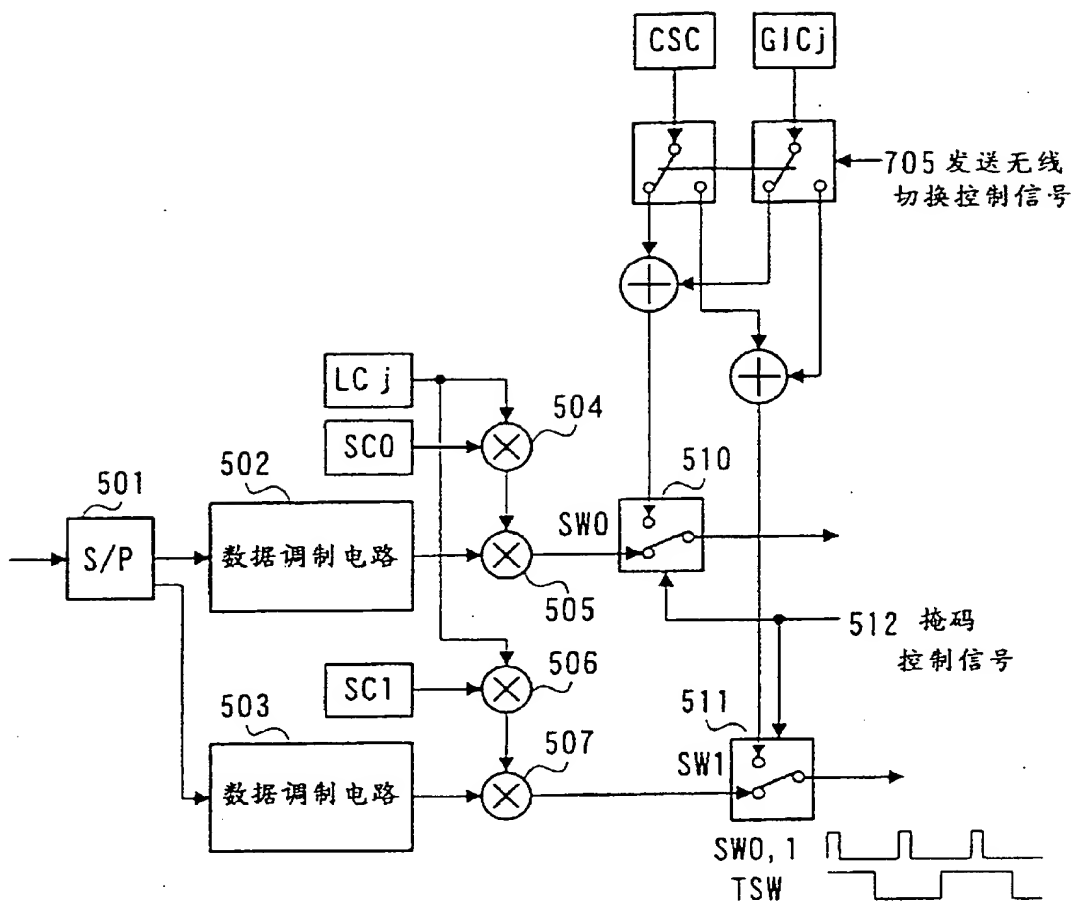 CSC
GICj
705 发送无线
切换控制信号
LCj
504
SC0
510
501
502
SW0
S/P
数据调制电路
505
512 掩码
控制信号
506
SC1
511
503
507
SW1
数据调制电路
SW0,1
TSW